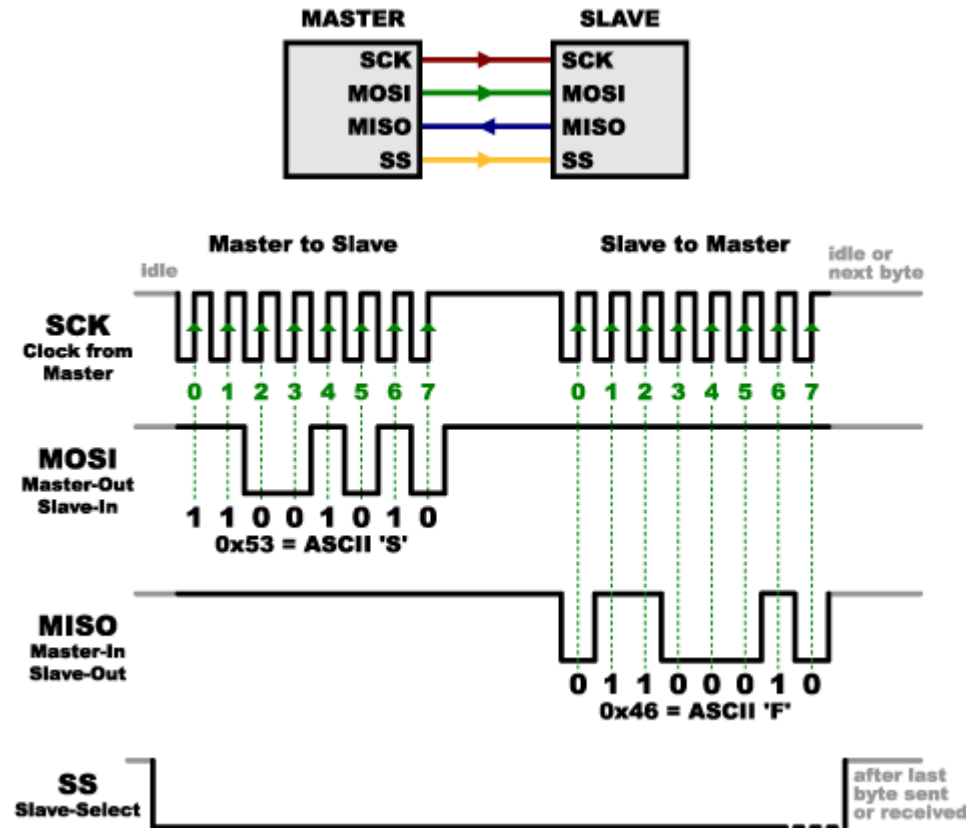 MASTER SLAVE
SCK SCK
MOSI MOSI
MISO MISO
SS SS
Master to Slave Slave to Master
idle
idle or
next byte
SCK
Clock from
Master
0 1 2 3 4 5 6 7 0 1 2 3 4 5 6 7
MOSI
Master-Out
Slave-In
1 1 0 0 1 0 1 0
0x53 = ASCII 'S'
MISO
Master-In
Slave-Out
0 1 1 0 0 0 1 0
0x46 = ASCII 'F'
SS
Slave-Select
after last
byte sent
or received